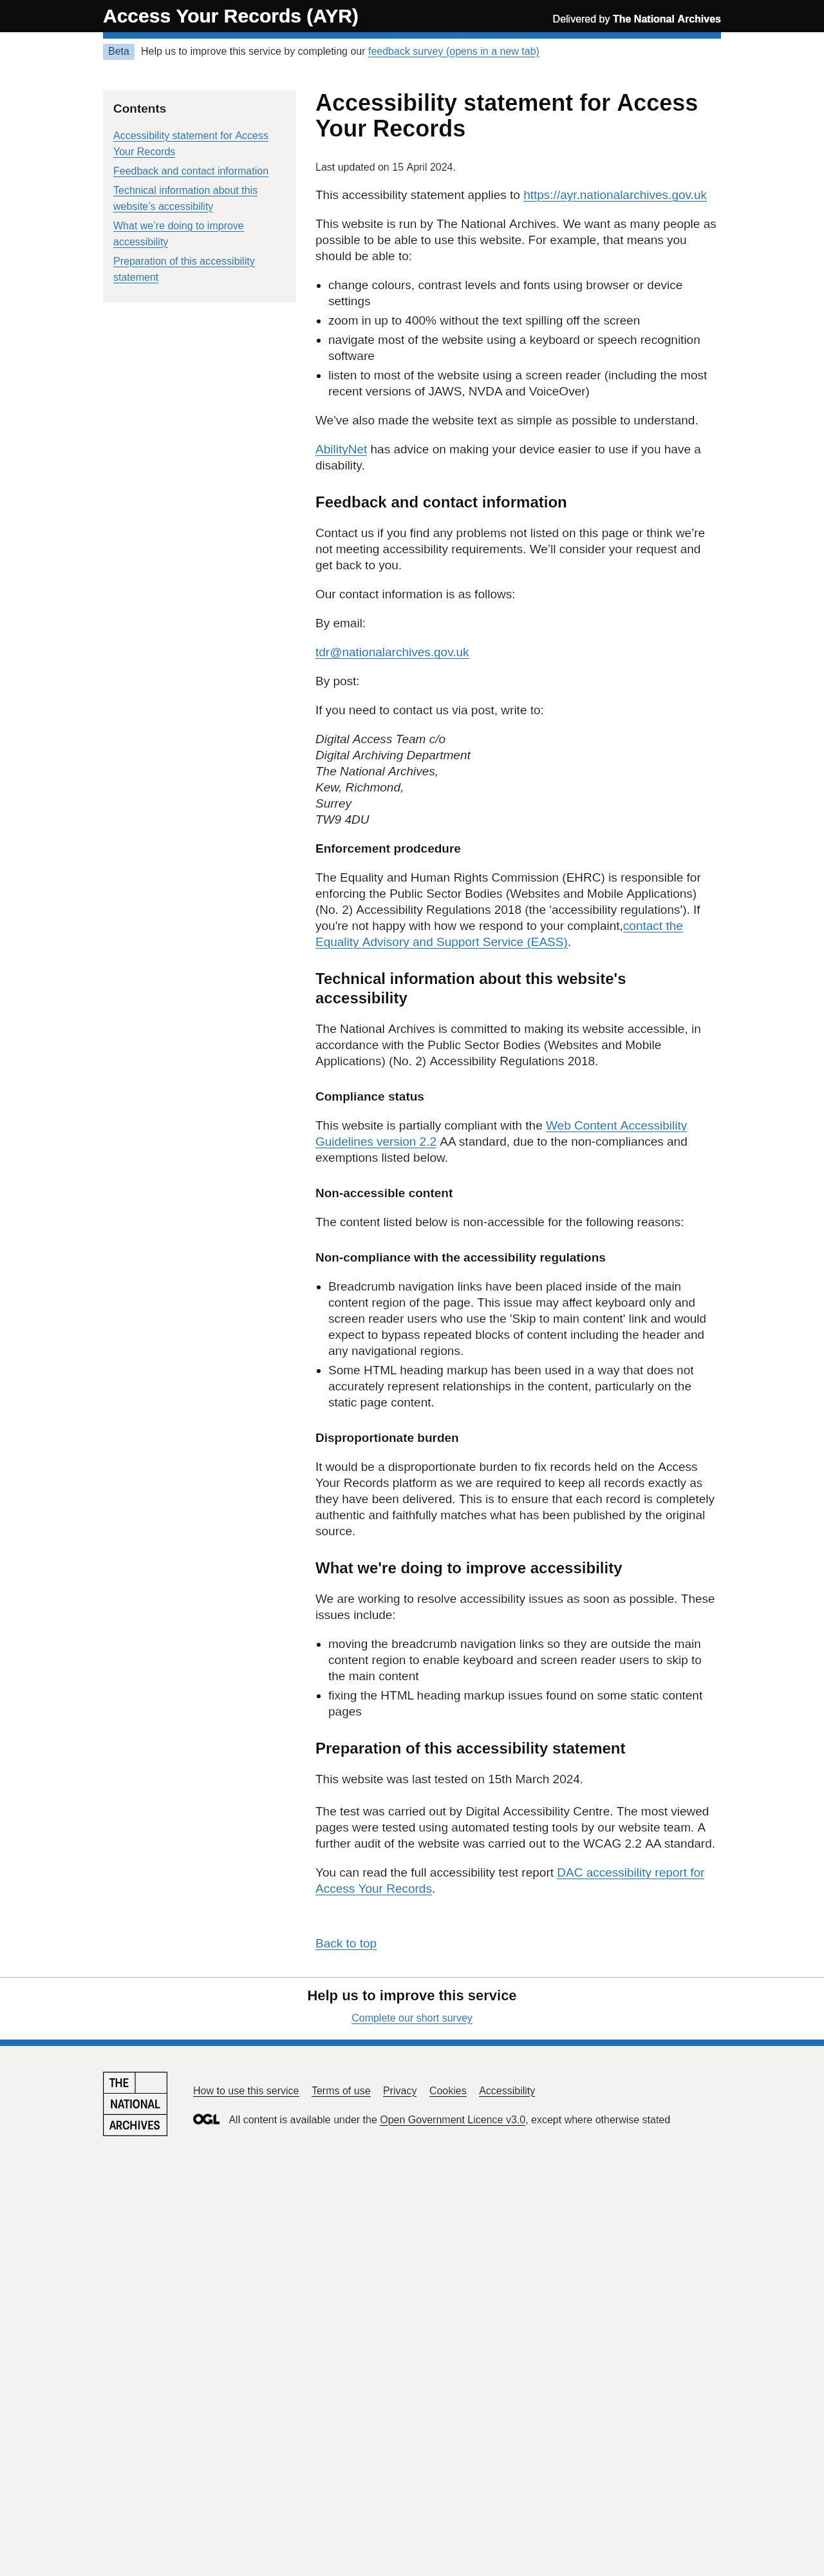 Access Your Records (AYR)
Delivered by The National Archives
Beta
Help us to improve this service by completing our feedback survey (opens in a new tab)
Contents
Accessibility statement for Access
Your Records
Feedback and contact information
Technical information about this
website’s accessibility
What we’re doing to improve
accessibility
Preparation of this accessibility
statement
Accessibility statement for Access
Your Records
Last updated on 15 April 2024.
This accessibility statement applies to https://ayr.nationalarchives.gov.uk
This website is run by The National Archives. We want as many people as
possible to be able to use this website. For example, that means you
should be able to:
• change colours, contrast levels and fonts using browser or device
settings
• zoom in up to 400% without the text spilling off the screen
• navigate most of the website using a keyboard or speech recognition
software
• listen to most of the website using a screen reader (including the most
recent versions of JAWS, NVDA and VoiceOver)
We've also made the website text as simple as possible to understand.
AbilityNet has advice on making your device easier to use if you have a
disability.
Feedback and contact information
Contact us if you find any problems not listed on this page or think we’re
not meeting accessibility requirements. We’ll consider your request and
get back to you.
Our contact information is as follows:
By email:
tdr@nationalarchives.gov.uk
By post:
If you need to contact us via post, write to:
Digital Access Team c/o
Digital Archiving Department
The National Archives,
Kew, Richmond,
Surrey
TW9 4DU
Enforcement prodcedure
The Equality and Human Rights Commission (EHRC) is responsible for
enforcing the Public Sector Bodies (Websites and Mobile Applications)
(No. 2) Accessibility Regulations 2018 (the 'accessibility regulations'). If
you're not happy with how we respond to your complaint,contact the
Equality Advisory and Support Service (EASS).
Technical information about this website's
accessibility
The National Archives is committed to making its website accessible, in
accordance with the Public Sector Bodies (Websites and Mobile
Applications) (No. 2) Accessibility Regulations 2018.
Compliance status
This website is partially compliant with the Web Content Accessibility
Guidelines version 2.2 AA standard, due to the non-compliances and
exemptions listed below.
Non-accessible content
The content listed below is non-accessible for the following reasons:
Non-compliance with the accessibility regulations
• Breadcrumb navigation links have been placed inside of the main
content region of the page. This issue may affect keyboard only and
screen reader users who use the 'Skip to main content' link and would
expect to bypass repeated blocks of content including the header and
any navigational regions.
• Some HTML heading markup has been used in a way that does not
accurately represent relationships in the content, particularly on the
static page content.
Disproportionate burden
It would be a disproportionate burden to fix records held on the Access
Your Records platform as we are required to keep all records exactly as
they have been delivered. This is to ensure that each record is completely
authentic and faithfully matches what has been published by the original
source.
What we're doing to improve accessibility
We are working to resolve accessibility issues as soon as possible. These
issues include:
• moving the breadcrumb navigation links so they are outside the main
content region to enable keyboard and screen reader users to skip to
the main content
• fixing the HTML heading markup issues found on some static content
pages
Preparation of this accessibility statement
This website was last tested on 15th March 2024.
The test was carried out by Digital Accessibility Centre. The most viewed
pages were tested using automated testing tools by our website team. A
further audit of the website was carried out to the WCAG 2.2 AA standard.
You can read the full accessibility test report DAC accessibility report for
Access Your Records.
Back to top
Help us to improve this service
Complete our short survey
THE
NATIONAL
ARCHIVES
How to use this service Terms of use Privacy Cookies Accessibility
OGL All content is available under the Open Government Licence v3.0, except where otherwise stated